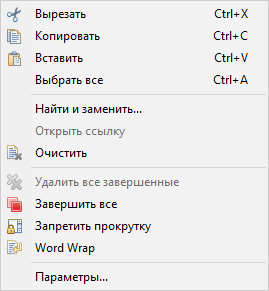 Вырезать Ctrl+X
Копировать Ctrl+C
Вставить Ctrl+V
Выбрать все Ctrl+A
Найти и заменить...
Открыть ссылку
Очистить
Удалить все завершенные
Завершить все
Запретить прокрутку
Word Wrap
Параметры...